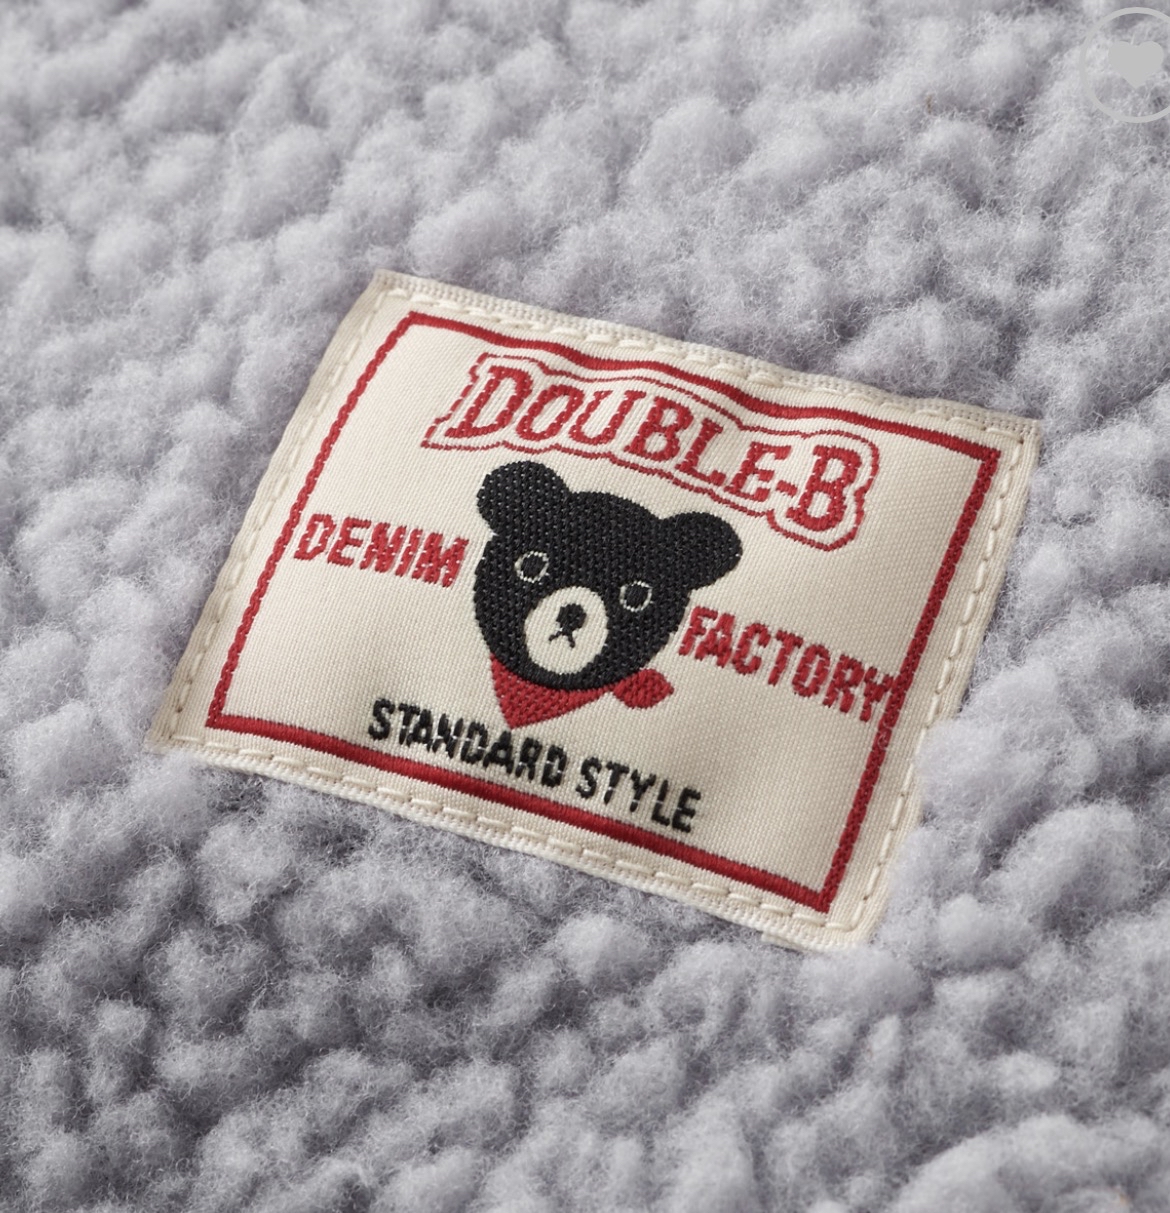 DOUBLE-B
DENIM FACTORY
STANDARD STYLE